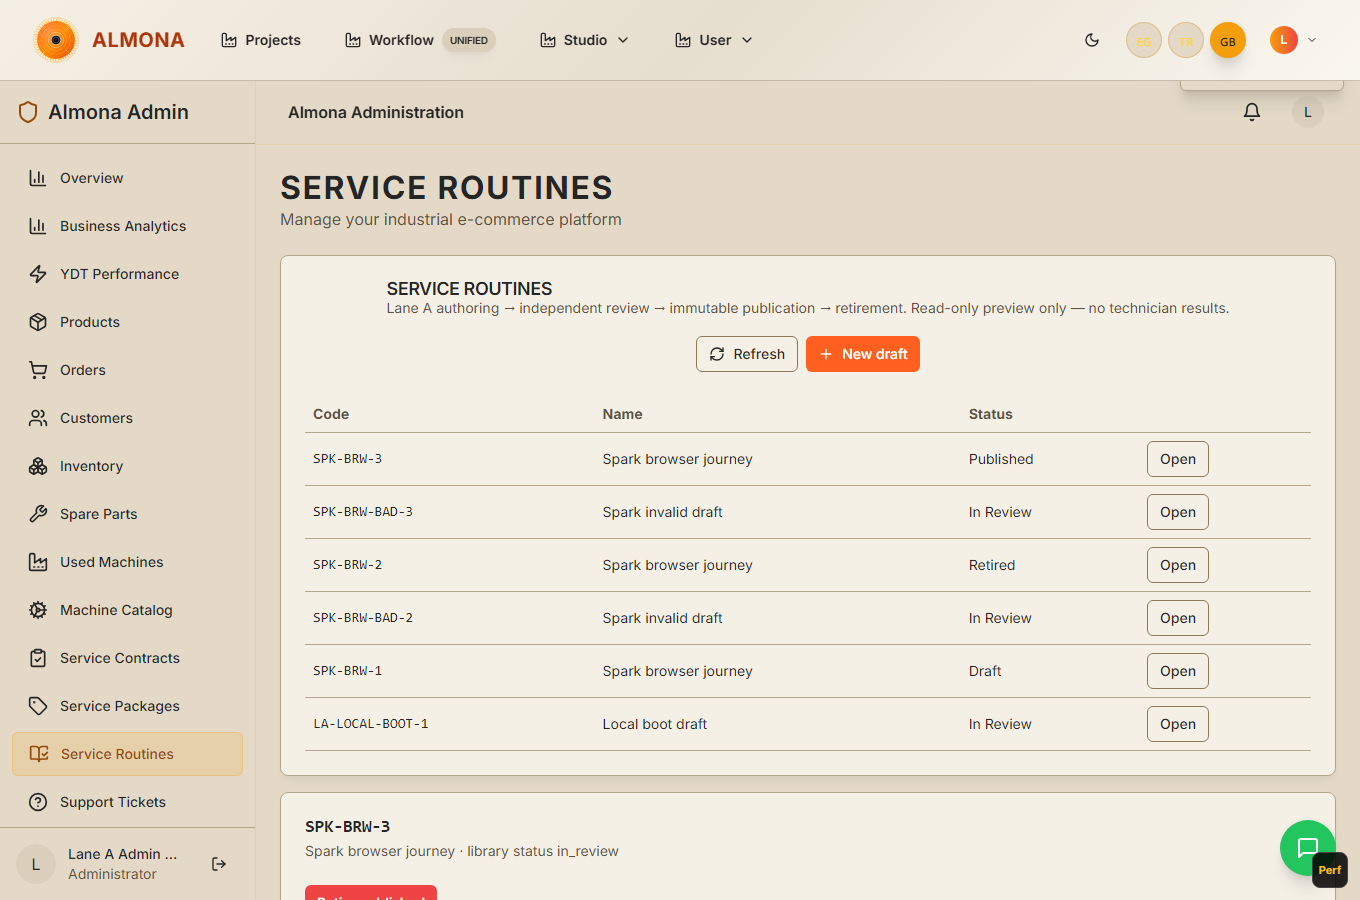 ALMONA
Projects
Workflow UNIFIED
Studio
User
EG
TR
GB
L
Almona Admin
Almona Administration
L
Overview
Business Analytics
YDT Performance
Products
Orders
Customers
Inventory
Spare Parts
Used Machines
Machine Catalog
Service Contracts
Service Packages
Service Routines
Support Tickets
L
Lane A Admin ...
Administrator
SERVICE ROUTINES
Manage your industrial e-commerce platform
SERVICE ROUTINES
Lane A authoring → independent review → immutable publication → retirement. Read-only preview only — no technician results.
Refresh
New draft
Code Name Status
SPK-BRW-3 Spark browser journey Published Open
SPK-BRW-BAD-3 Spark invalid draft In Review Open
SPK-BRW-2 Spark browser journey Retired Open
SPK-BRW-BAD-2 Spark invalid draft In Review Open
SPK-BRW-1 Spark browser journey Draft Open
LA-LOCAL-BOOT-1 Local boot draft In Review Open
SPK-BRW-3
Spark browser journey · library status in_review
Perf